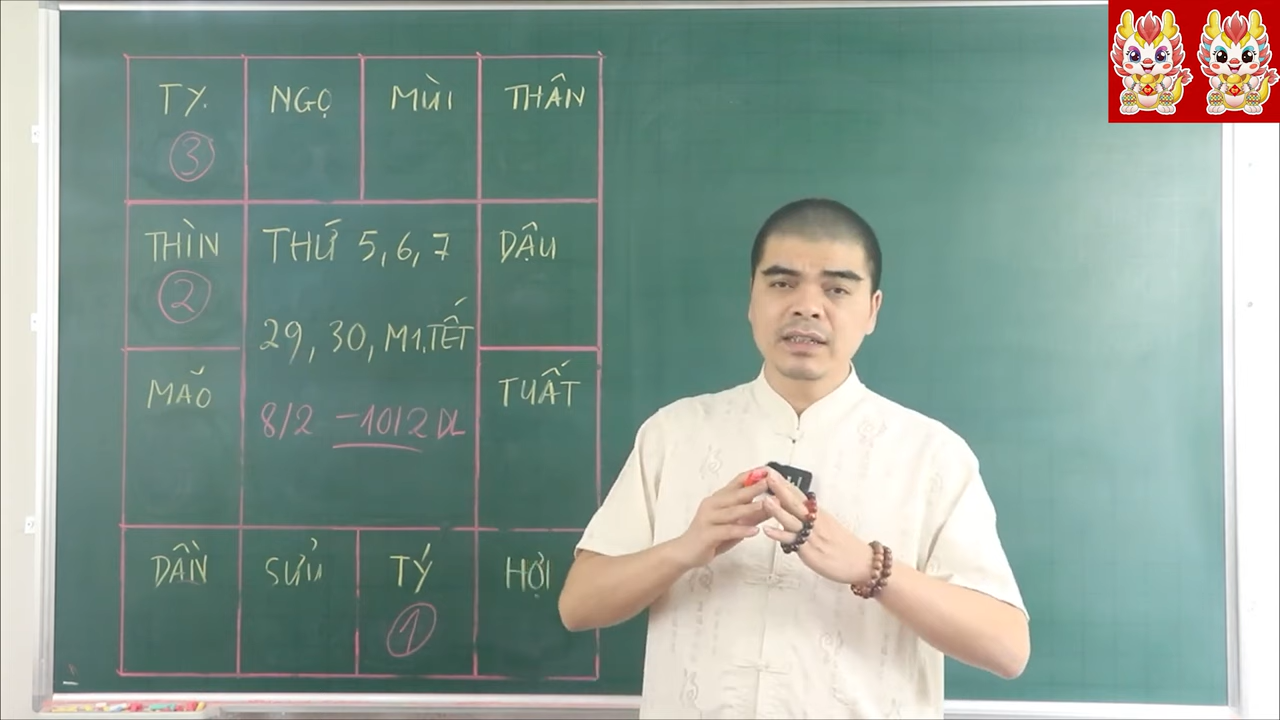 TY.
NGỌ
MÙI
THÂN
③
THÌN
THỨ 5,6,7
DẬU
②
29, 30, M1.TẾT
MÃO
8/2 - 10/2 DL
TUẤT
DẦN
SỬU
TÝ
HỢI
①